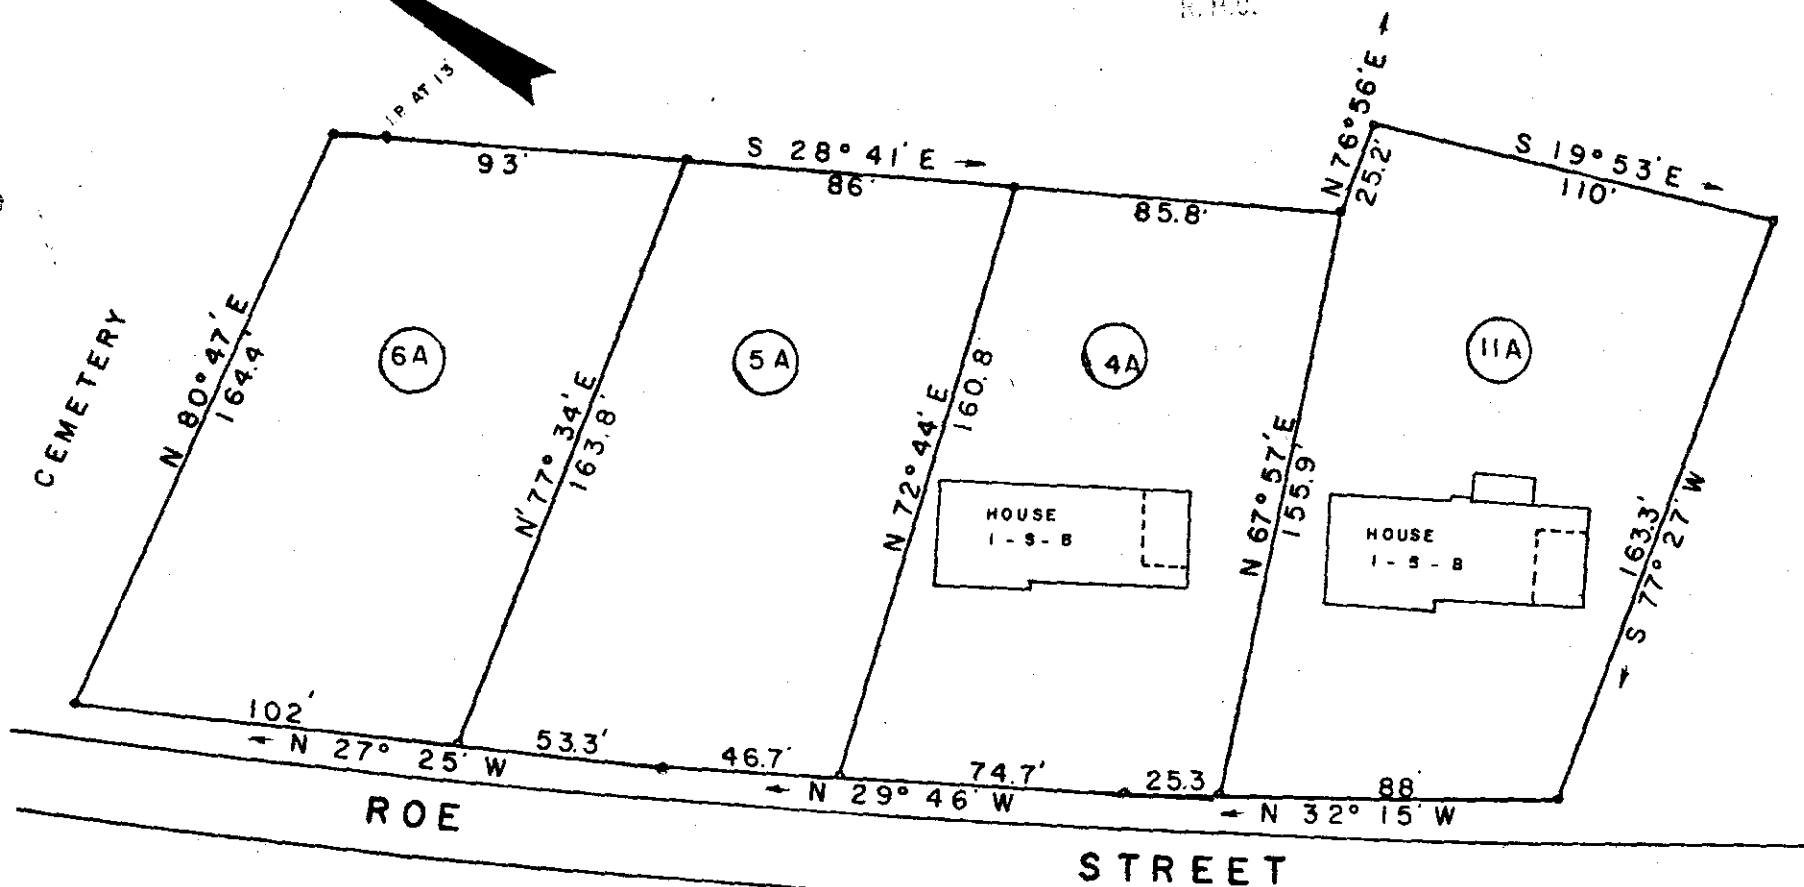 I.P. AT 13'
93'
S 28° 41' E
86'
85.8'
N 76° 56' E
25.2'
S 19° 53' E
110'
CEMETERY
N 80° 47' E
164.4'
6A
N 77° 34' E
163.8'
5A
N 72° 44' E
160.8
4A
HOUSE
1-S-B
N 67° 57' E
155.9'
11A
HOUSE
1-S-B
163.3'
S 77° 27' W
102'
N 27° 25' W
53.3'
46.7'
N 29° 46' W
74.7'
25.3
88'
N 32° 15' W
ROE
STREET